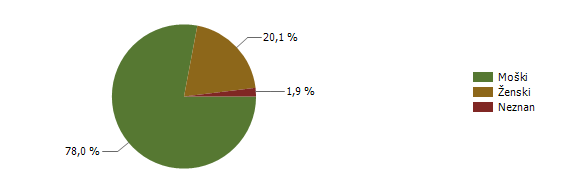 20,1 %
1,9 %
78,0 %
Moški
Ženski
Neznan